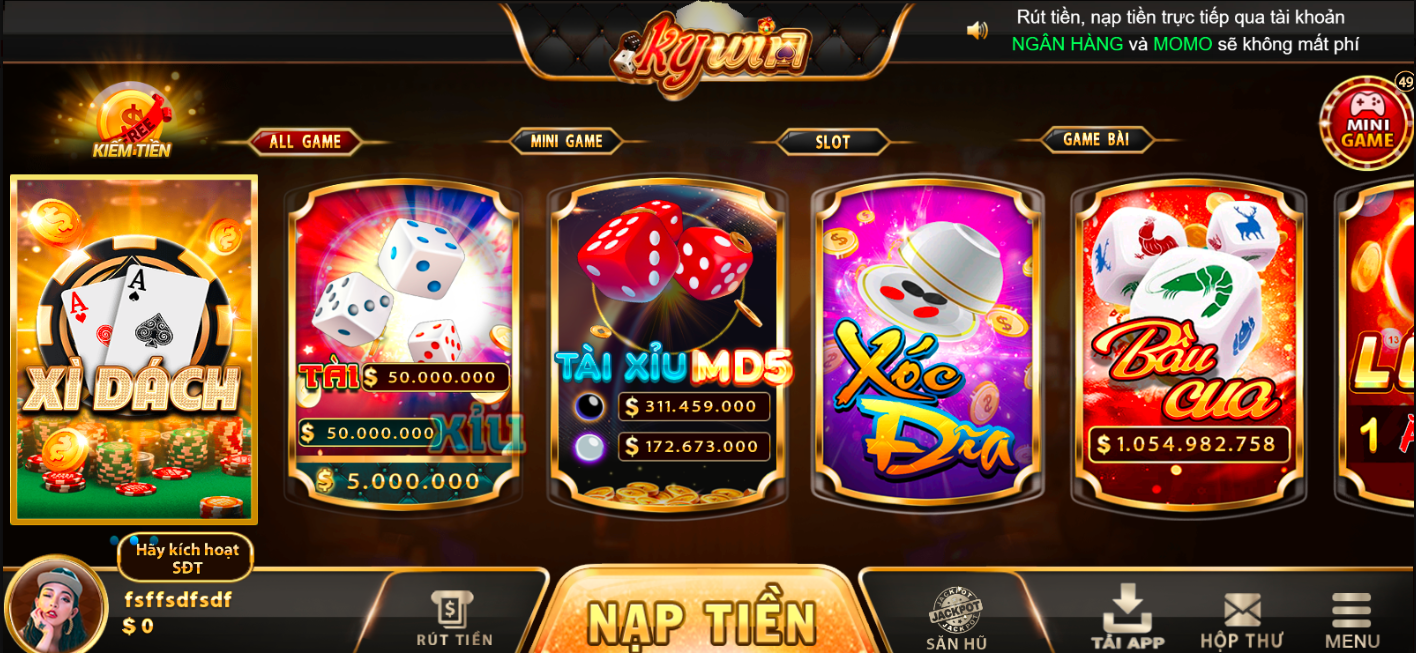 kywin
Rút tiền, nạp tiền trực tiếp qua tài khoản
NGÂN HÀNG và MOMO sẽ không mất phí
FREE
KIẾM TIỀN
ALL GAME
MINI GAME
SLOT
GAME BÀI
49
MINI
GAME
A
A
XÌ DÁCH
TÀI $ 50.000.000
$ 50.000.000 XỈU
$ 5.000.000
TÀI XỈU MD5
$ 311.459.000
$ 172.673.000
Xóc
Đĩa
Bầu
cua
$ 1.054.982.758
13
1
Hãy kích hoạt
SĐT
fsffsdfsdf
$ 0
RÚT TIỀN
NẠP TIỀN
JACKPOT
SĂN HŨ
TẢI APP
HỘP THƯ
MENU